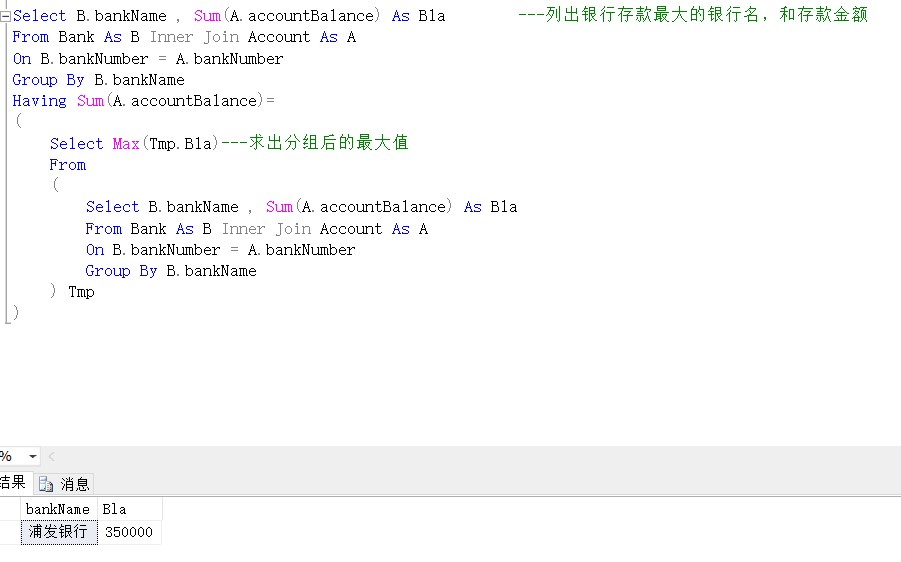 Select B.bankName , Sum(A.accountBalance) As Bla ---列出银行存款最大的银行名，和存款金额
From Bank As B Inner Join Account As A
On B.bankNumber = A.bankNumber
Group By B.bankName
Having Sum(A.accountBalance)=
(
Select Max(Tmp.Bla)---求出分组后的最大值
From
(
Select B.bankName , Sum(A.accountBalance) As Bla
From Bank As B Inner Join Account As A
On B.bankNumber = A.bankNumber
Group By B.bankName
) Tmp
)
%
结果 消息
bankName Bla
浦发银行 350000